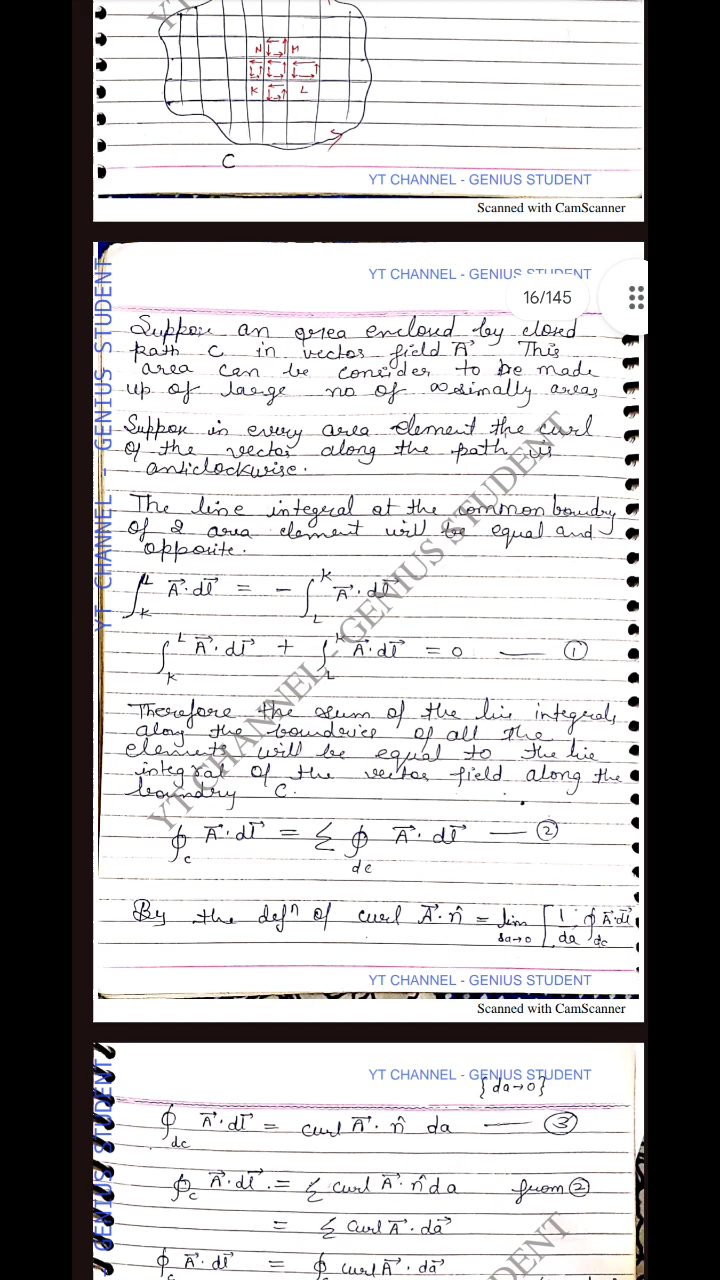 N M
K L
C
YT CHANNEL - GENIUS STUDENT
Scanned with CamScanner
YT CHANNEL - GENIUS STUDENT
16/145
YT CHANNEL - GENIUS STUDENT
Suppose an area enclosed by closed
path C in vector field A⃗ This
area can be consider to be made
up of large no of ∞simally areas
Suppose in every area element the curl
of the vector along the path is
anticlockwise.
The line integral at the common boundry
of 2 area element will be equal and
opposite.
∫_K^L A⃗·dl⃗ = - ∫_L^K A⃗·dl⃗
∫_K^L A⃗·dl⃗ + ∫_L^K A⃗·dl⃗ = 0 — ①
Therefore the sum of the line integrals
along the boundries of all the
elements will be equal to the line
integral of the vector field along the
boundry C.
∮_c A⃗·dl⃗ = Σ ∮_dc A⃗·dl⃗ — ②
By the defⁿ of curl A⃗·n̂ = lim_{δa→0} [1/da ∮_dc A⃗·dl⃗
YT CHANNEL - GENIUS STUDENT
YT CHANNEL - GENIUS STUDENT
Scanned with CamScanner
YT CHANNEL - GENIUS STUDENT
{da→0}
∮_dc A⃗·dl⃗ = curl A⃗·n̂ da — ③
∮_c A⃗·dl⃗ = Σ curl A⃗·n̂ da from ②
= Σ curl A⃗·da⃗
∮_c A⃗·dl⃗ = ∮ curl A⃗·da⃗